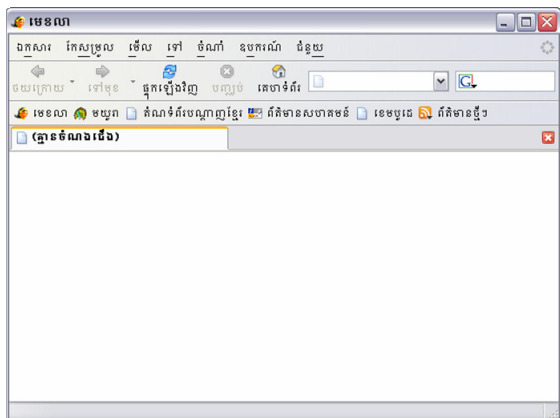 មេខលា
ឯកសារ កែសម្រួល មើល ទៅ ចំណាំ ឧបករណ៍ ជំនួយ
ថយក្រោយ ទៅមុខ ផ្ទុកឡើងវិញ បញ្ឈប់ គេហទំព័រ
មេខលា មយូរា តំណទំព័របណ្ដាញខ្មែរ ព័ត៌មានសហគមន៍ ខេមបូឌេ ព័ត៌មានថ្មីៗ
(គ្មានចំណងជើង)